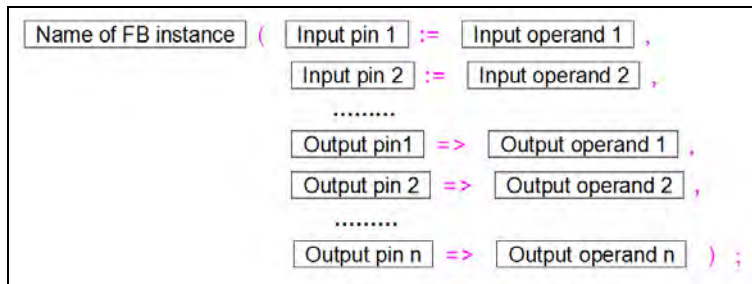 Name of FB instance ( Input pin 1 := Input operand 1 ,
Input pin 2 := Input operand 2 ,
.........
Output pin1 => Output operand 1 ,
Output pin 2 => Output operand 2 ,
.........
Output pin n => Output operand n ) ;